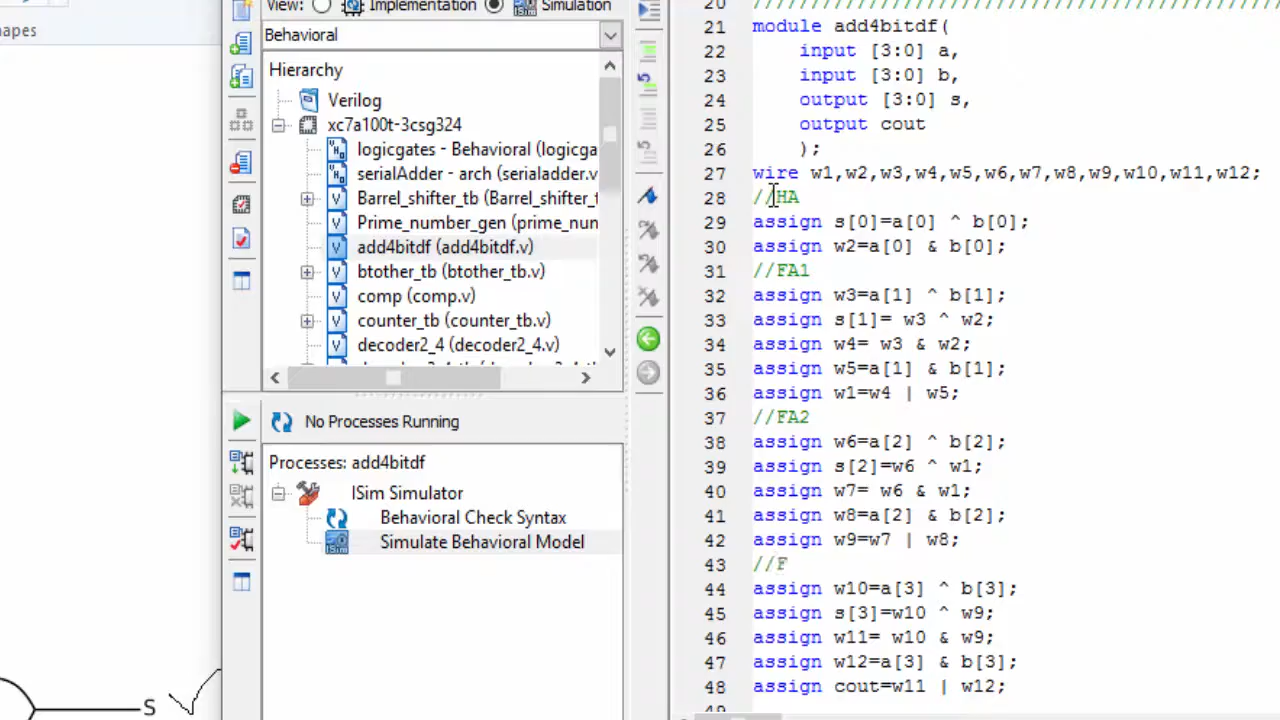 apes
View: Implementation Simulation
Behavioral
Hierarchy
Verilog
xc7a100t-3csg324
logicgates - Behavioral (logicga
serialAdder - arch (serialadder.v
Barrel_shifter_tb (Barrel_shifter_t
Prime_number_gen (prime_num
add4bitdf (add4bitdf.v)
btother_tb (btother_tb.v)
comp (comp.v)
counter_tb (counter_tb.v)
decoder2_4 (decoder2_4.v)
No Processes Running
Processes: add4bitdf
ISim Simulator
Behavioral Check Syntax
Simulate Behavioral Model
S
20 ////////////////////////////////////////////
21 module add4bitdf(
22 input [3:0] a,
23 input [3:0] b,
24 output [3:0] s,
25 output cout
26 );
27 wire w1,w2,w3,w4,w5,w6,w7,w8,w9,w10,w11,w12;
28 //HA
29 assign s[0]=a[0] ^ b[0];
30 assign w2=a[0] & b[0];
31 //FA1
32 assign w3=a[1] ^ b[1];
33 assign s[1]= w3 ^ w2;
34 assign w4= w3 & w2;
35 assign w5=a[1] & b[1];
36 assign w1=w4 | w5;
37 //FA2
38 assign w6=a[2] ^ b[2];
39 assign s[2]=w6 ^ w1;
40 assign w7= w6 & w1;
41 assign w8=a[2] & b[2];
42 assign w9=w7 | w8;
43 //F
44 assign w10=a[3] ^ b[3];
45 assign s[3]=w10 ^ w9;
46 assign w11= w10 & w9;
47 assign w12=a[3] & b[3];
48 assign cout=w11 | w12;
49